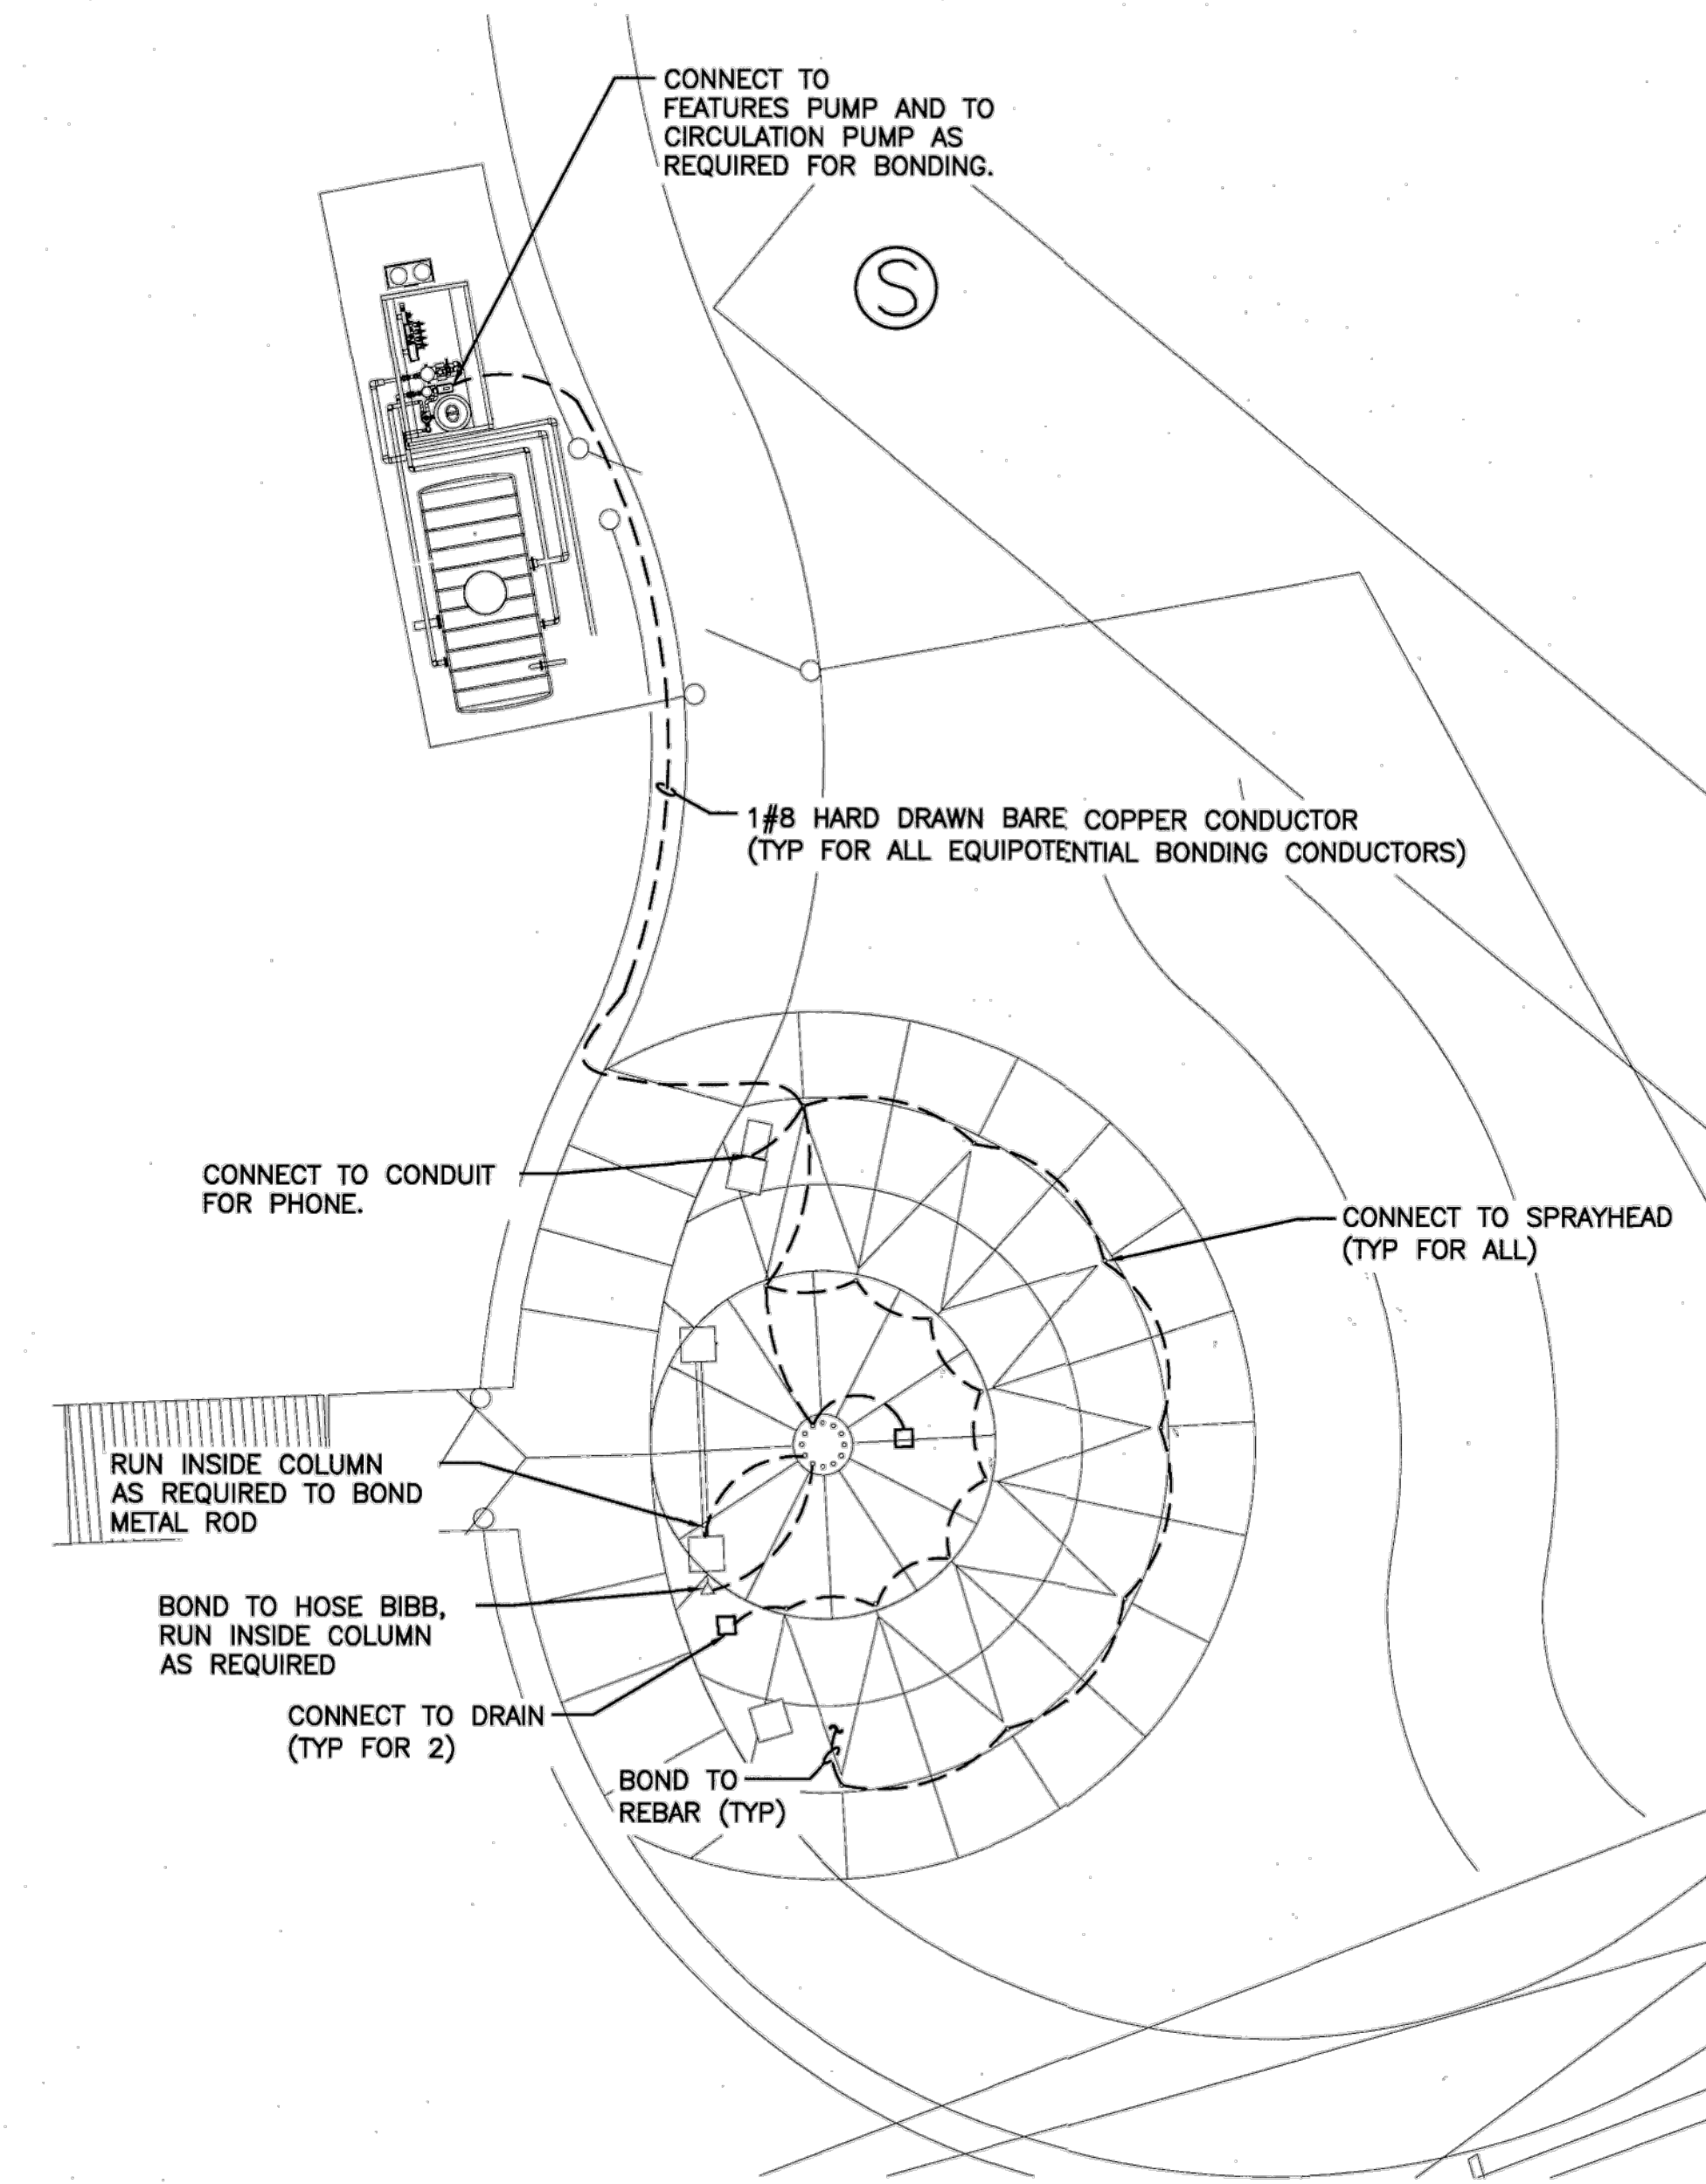 CONNECT TO
FEATURES PUMP AND TO
CIRCULATION PUMP AS
REQUIRED FOR BONDING.
S
1#8 HARD DRAWN BARE COPPER CONDUCTOR
(TYP FOR ALL EQUIPOTENTIAL BONDING CONDUCTORS)
CONNECT TO CONDUIT
FOR PHONE.
CONNECT TO SPRAYHEAD
(TYP FOR ALL)
RUN INSIDE COLUMN
AS REQUIRED TO BOND
METAL ROD
BOND TO HOSE BIBB,
RUN INSIDE COLUMN
AS REQUIRED
CONNECT TO DRAIN
(TYP FOR 2)
BOND TO
REBAR (TYP)